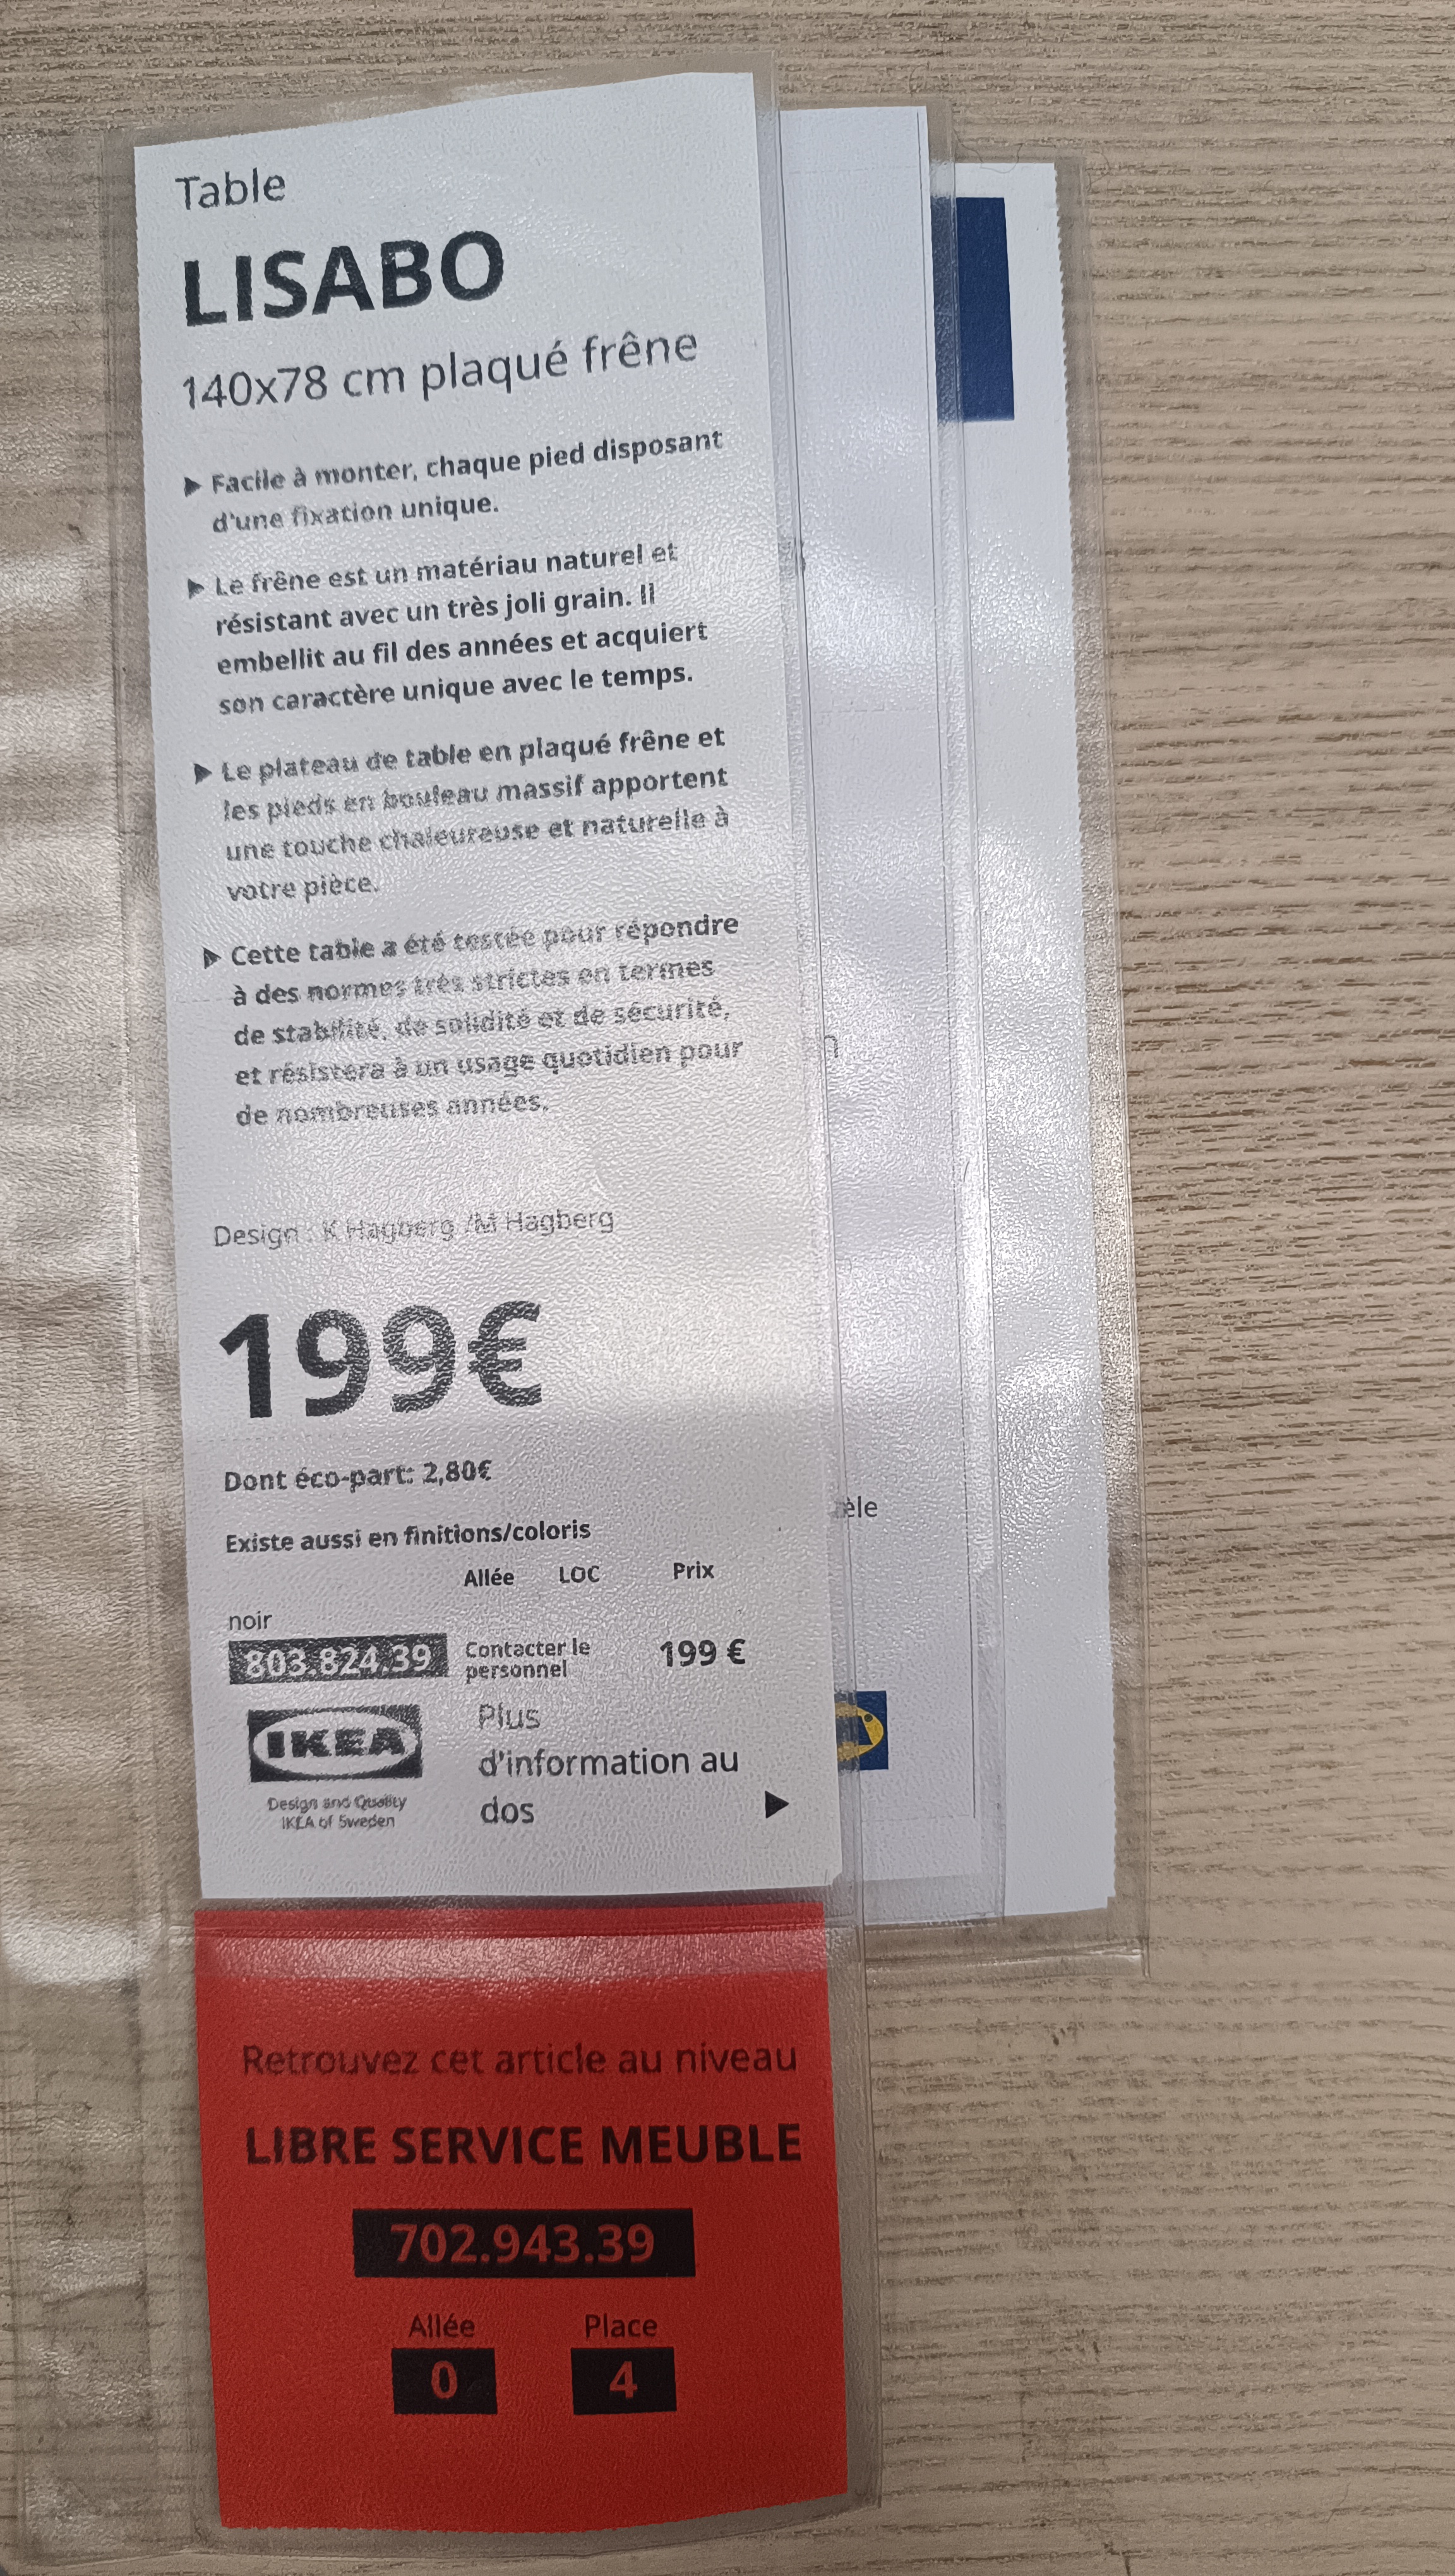 Table
LISABO
140x78 cm plaqué frêne
▶ Facile à monter, chaque pied disposant
d'une fixation unique.
▶ Le frêne est un matériau naturel et
résistant avec un très joli grain. Il
embellit au fil des années et acquiert
son caractère unique avec le temps.
▶ Le plateau de table en plaqué frêne et
les pieds en bouleau massif apportent
une touche chaleureuse et naturelle à
votre pièce.
▶ Cette table a été testée pour répondre
à des normes très strictes en termes
de stabilité, de solidité et de sécurité,
et résistera à un usage quotidien pour
de nombreuses années.
Design : K Hagberg /M Hagberg
199€
Dont éco-part: 2,80€
Existe aussi en finitions/coloris
Allée LOC Prix
noir
803.824.39 Contacter le personnel 199 €
IKEA
Design and Quality
IKEA of Sweden
Plus
d'information au
dos ▶
Retrouvez cet article au niveau
LIBRE SERVICE MEUBLE
702.943.39
Allée Place
0 4